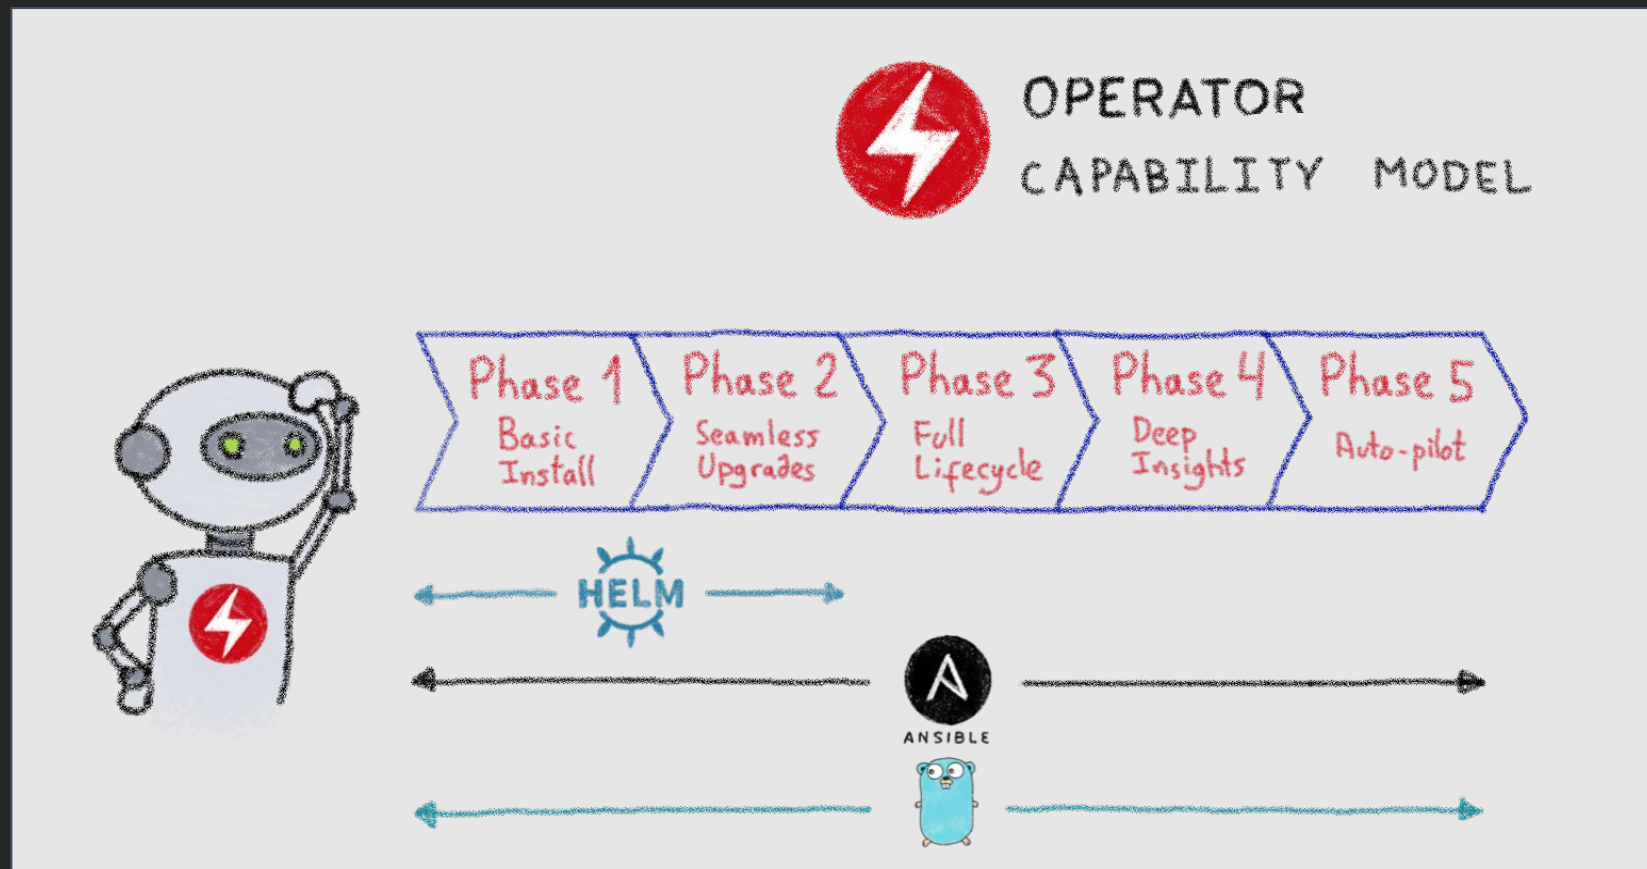 OPERATOR
CAPABILITY MODEL
Phase 1
Basic
Install
Phase 2
Seamless
Upgrades
Phase 3
Full
Lifecycle
Phase 4
Deep
Insights
Phase 5
Auto-pilot
HELM
A
ANSIBLE